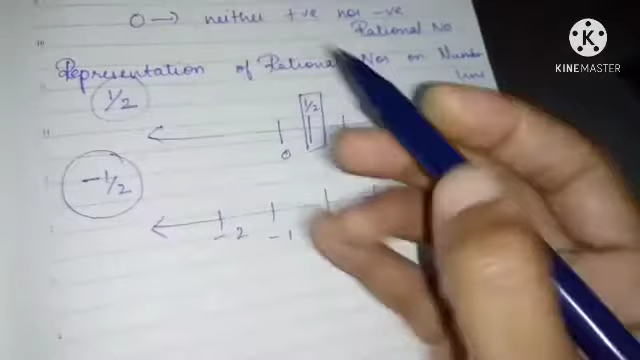 0 → neither +ve nor -ve
Rational No
Representation of Rational Nos on Number
line
1/2
1/2
0
-1/2
-2 -1
K
KINEMASTER